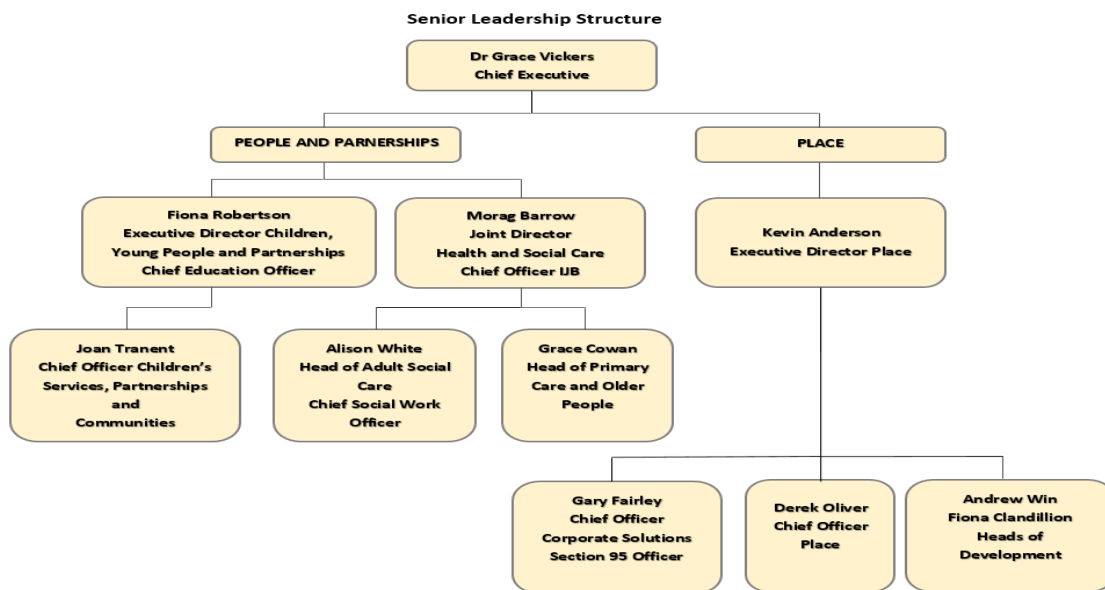 Senior Leadership Structure
Dr Grace Vickers
Chief Executive
PEOPLE AND PARNERSHIPS
PLACE
Fiona Robertson
Executive Director Children,
Young People and Partnerships
Chief Education Officer
Morag Barrow
Joint Director
Health and Social Care
Chief Officer IJB
Kevin Anderson
Executive Director Place
Joan Tranent
Chief Officer Children's
Services, Partnerships
and
Communities
Alison White
Head of Adult Social
Care
Chief Social Work
Officer
Grace Cowan
Head of Primary
Care and Older
People
Gary Fairley
Chief Officer
Corporate Solutions
Section 95 Officer
Derek Oliver
Chief Officer
Place
Andrew Win
Fiona Clandillion
Heads of
Development